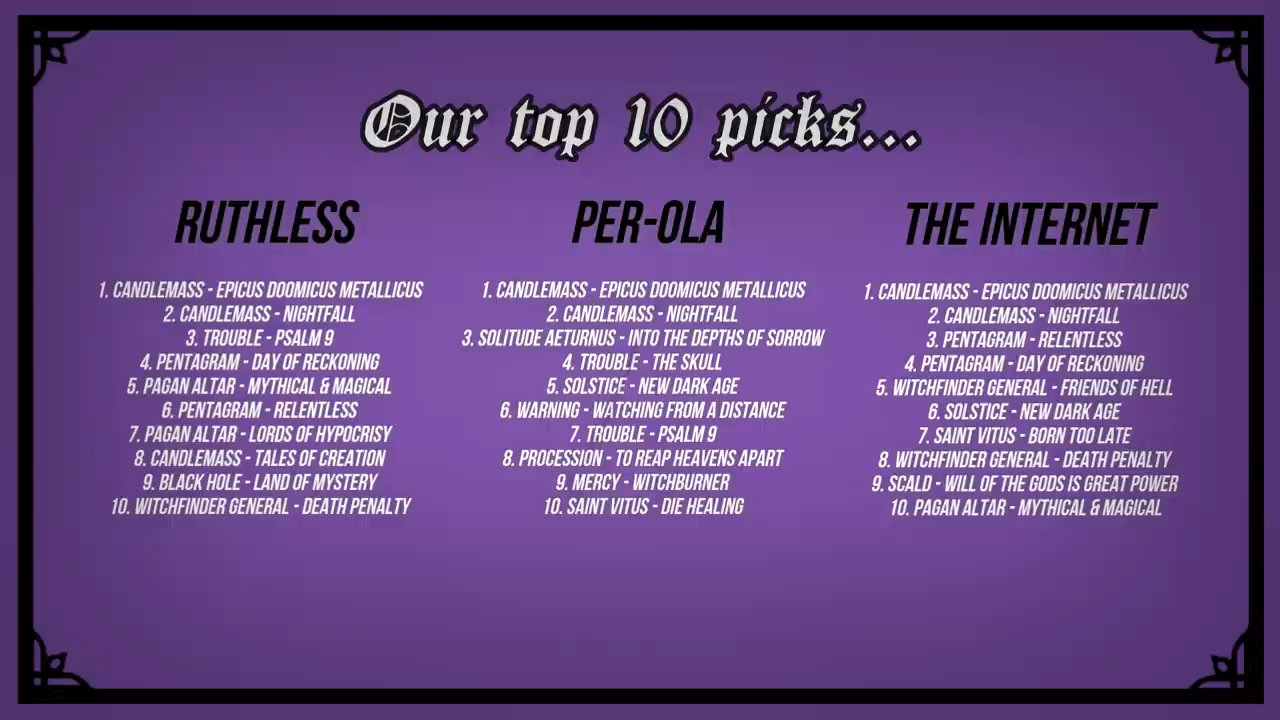 Our top 10 picks...
RUTHLESS
1. CANDLEMASS - EPICUS DOOMICUS METALLICUS
2. CANDLEMASS - NIGHTFALL
3. TROUBLE - PSALM 9
4. PENTAGRAM - DAY OF RECKONING
5. PAGAN ALTAR - MYTHICAL & MAGICAL
6. PENTAGRAM - RELENTLESS
7. PAGAN ALTAR - LORDS OF HYPOCRISY
8. CANDLEMASS - TALES OF CREATION
9. BLACK HOLE - LAND OF MYSTERY
10. WITCHFINDER GENERAL - DEATH PENALTY
PER-OLA
1. CANDLEMASS - EPICUS DOOMICUS METALLICUS
2. CANDLEMASS - NIGHTFALL
3. SOLITUDE AETURNUS - INTO THE DEPTHS OF SORROW
4. TROUBLE - THE SKULL
5. SOLSTICE - NEW DARK AGE
6. WARNING - WATCHING FROM A DISTANCE
7. TROUBLE - PSALM 9
8. PROCESSION - TO REAP HEAVENS APART
9. MERCY - WITCHBURNER
10. SAINT VITUS - DIE HEALING
THE INTERNET
1. CANDLEMASS - EPICUS DOOMICUS METALLICUS
2. CANDLEMASS - NIGHTFALL
3. PENTAGRAM - RELENTLESS
4. PENTAGRAM - DAY OF RECKONING
5. WITCHFINDER GENERAL - FRIENDS OF HELL
6. SOLSTICE - NEW DARK AGE
7. SAINT VITUS - BORN TOO LATE
8. WITCHFINDER GENERAL - DEATH PENALTY
9. SCALD - WILL OF THE GODS IS GREAT POWER
10. PAGAN ALTAR - MYTHICAL & MAGICAL